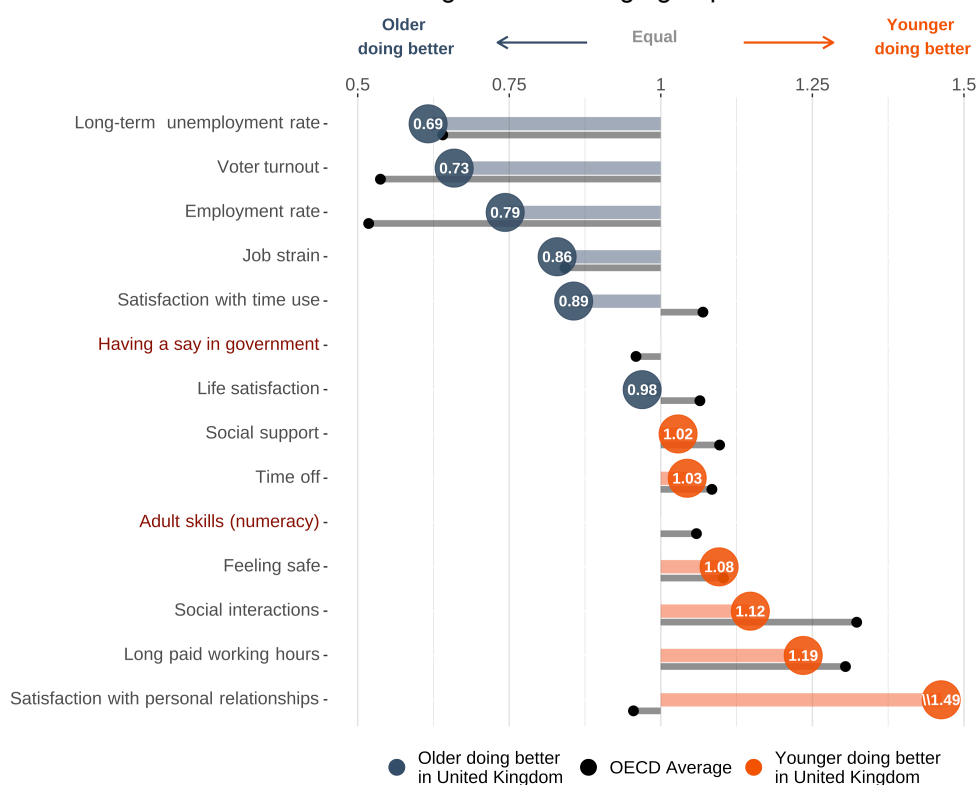 Older
doing better
Equal
Younger
doing better
0.5 0.75 1 1.25 1.5
Long-term unemployment rate 0.69
Voter turnout 0.73
Employment rate 0.79
Job strain 0.86
Satisfaction with time use 0.89
Having a say in government
Life satisfaction 0.98
Social support 1.02
Time off 1.03
Adult skills (numeracy)
Feeling safe 1.08
Social interactions 1.12
Long paid working hours 1.19
Satisfaction with personal relationships \\1.49
Older doing better
in United Kingdom
OECD Average
Younger doing better
in United Kingdom